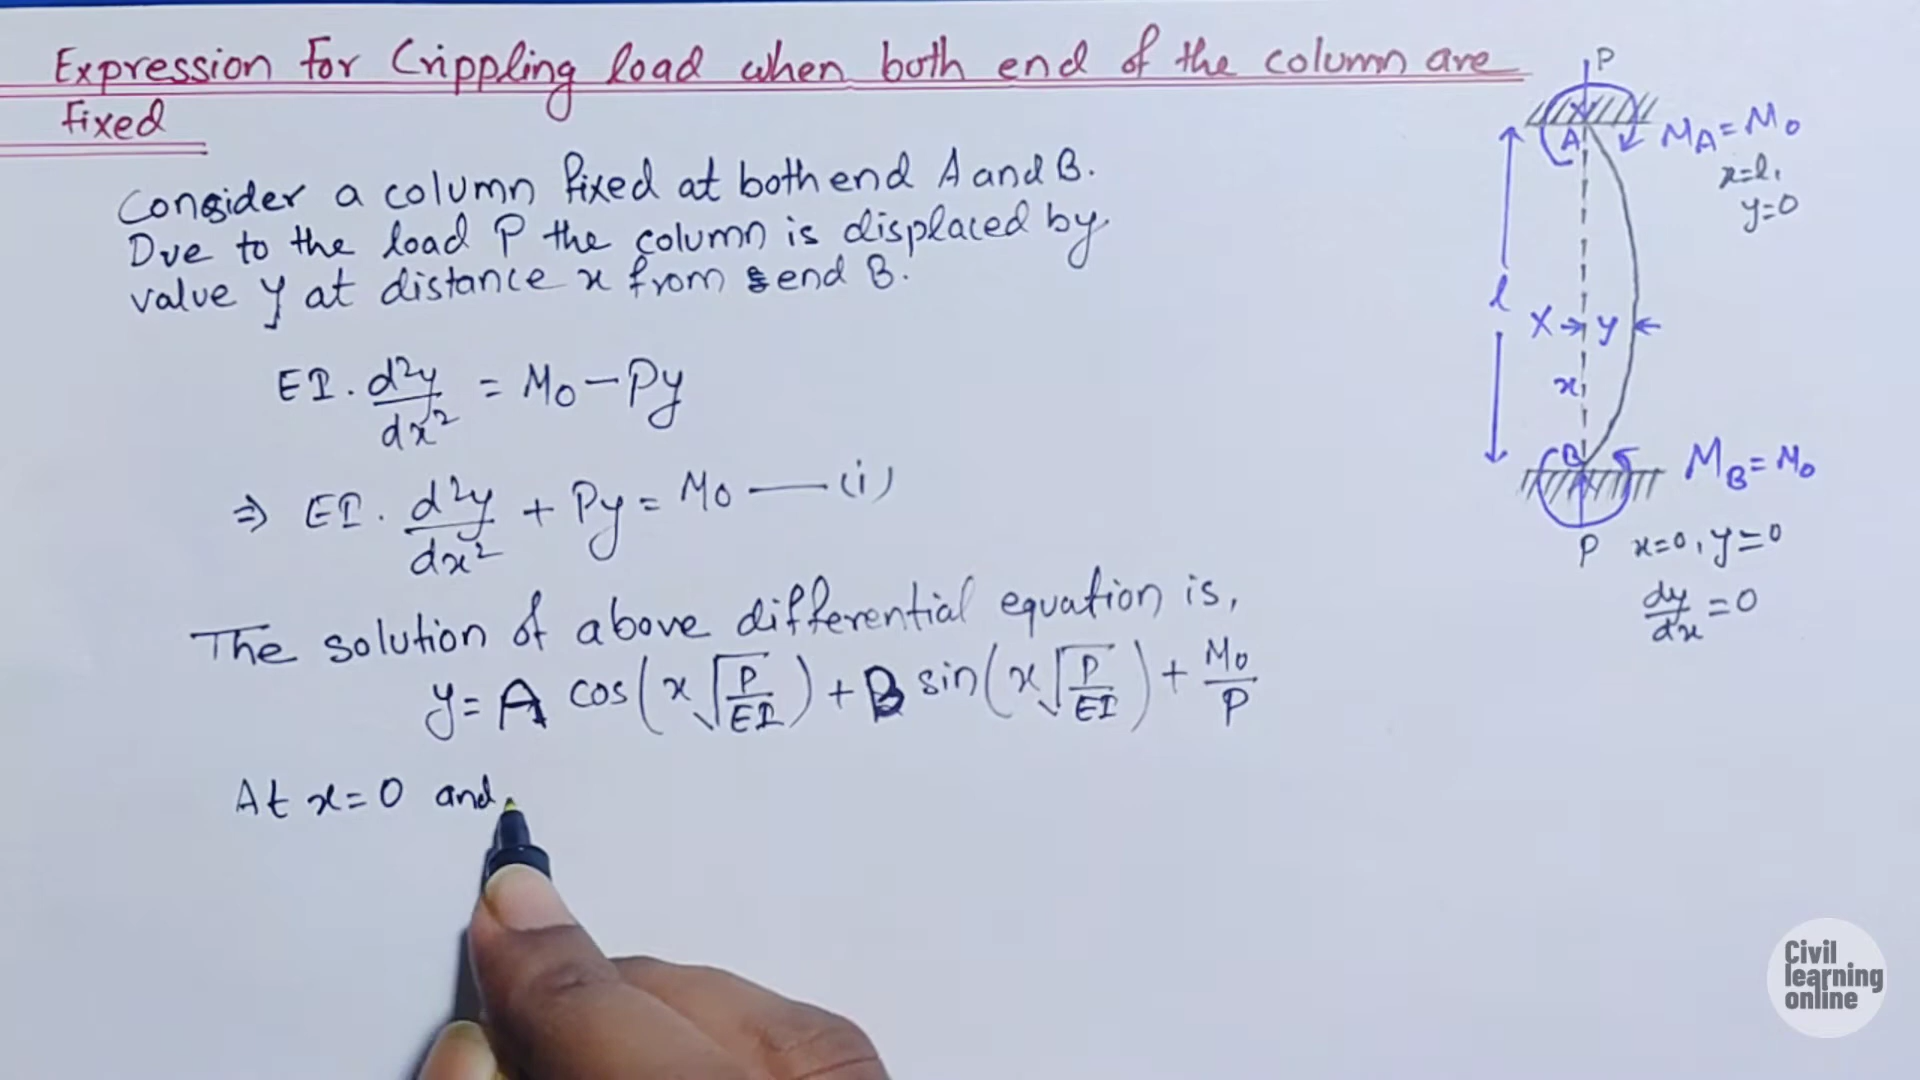 Expression for Crippling load when both end of the column are
fixed
Consider a column fixed at both end A and B.
Due to the load P the column is displaced by
value y at distance x from end B.
EI. d²y/dx² = M₀ - Py
⇒ EI. d²y/dx² + Py = M₀ —— (i)
The solution of above differential equation is,
y = A cos(x√(P/EI)) + B sin(x√(P/EI)) + M₀/P
At x=0 and
P
A
M_A = M₀
x=l,
y=0
l
X
y
x
B
M_B = M₀
P
x=0, y=0
dy/dx = 0
Civil
learning
online